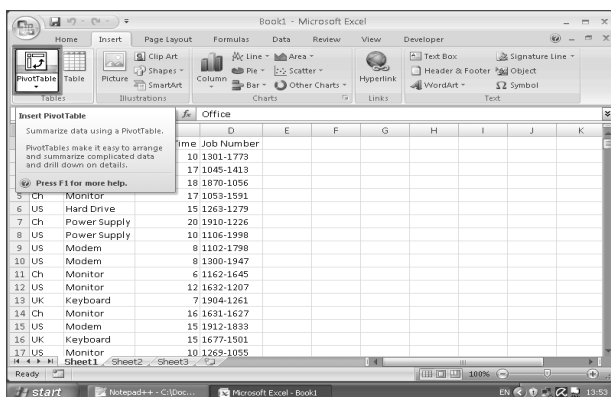 Book1 - Microsoft Excel
Home Insert Page Layout Formulas Data Review View Developer
PivotTable Table Picture Clip Art Shapes SmartArt Column Line Pie Bar Area Scatter Other Charts Hyperlink Text Box Header & Footer WordArt Signature Line Object Symbol
Tables Illustrations Charts Links Text
Insert PivotTable
Summarize data using a PivotTable.
PivotTables make it easy to arrange
and summarize complicated data
and drill down on details.
Press F1 for more help.
fx Office
D E F G H I J K
Time Job Number
10 1301-1773
17 1045-1413
18 1870-1056
5 Ch Monitor 17 1053-1591
6 US Hard Drive 15 1263-1279
7 Ch Power Supply 20 1910-1226
8 US Power Supply 10 1106-1998
9 US Modem 8 1102-1798
10 US Modem 8 1300-1947
11 Ch Monitor 6 1162-1645
12 US Monitor 12 1632-1207
13 UK Keyboard 7 1904-1261
14 Ch Monitor 16 1631-1627
15 US Modem 15 1912-1833
16 UK Keyboard 15 1677-1501
17 US Monitor 10 1269-1055
Sheet1 Sheet2 Sheet3
Ready 100%
start Notepad++ - C:\Doc... Microsoft Excel - Book1 EN 13:53